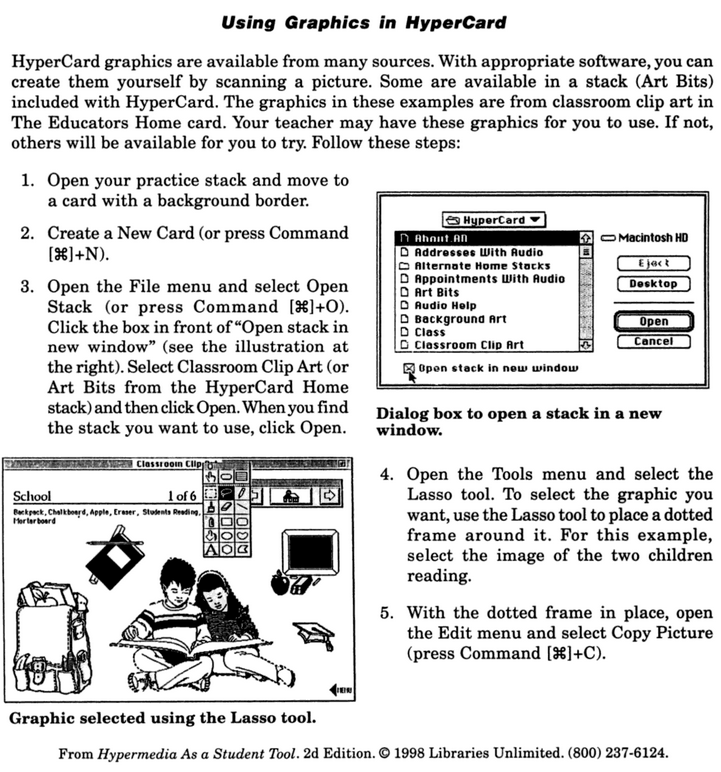 Using Graphics in HyperCard
HyperCard graphics are available from many sources. With appropriate software, you can
create them yourself by scanning a picture. Some are available in a stack (Art Bits)
included with HyperCard. The graphics in these examples are from classroom clip art in
The Educators Home card. Your teacher may have these graphics for you to use. If not,
others will be available for you to try. Follow these steps:
1. Open your practice stack and move to
a card with a background border.
2. Create a New Card (or press Command
[⌘]+N).
3. Open the File menu and select Open
Stack (or press Command [⌘]+O).
Click the box in front of "Open stack in
new window" (see the illustration at
the right). Select Classroom Clip Art (or
Art Bits from the HyperCard Home
stack) and then click Open. When you find
the stack you want to use, click Open.
HyperCard
About AD
Addresses With Audio
Alternate Home Stacks
Appointments With Audio
Art Bits
Audio Help
Background Art
Class
Classroom Clip Art
Macintosh HD
Eject
Desktop
Open
Cancel
Open stack in new window
Dialog box to open a stack in a new
window.
Classroom Clip
School 1 of 6
Backpack, Chalkboard, Apple, Eraser, Students Reading,
Mortarboard
A
MENU
Graphic selected using the Lasso tool.
4. Open the Tools menu and select the
Lasso tool. To select the graphic you
want, use the Lasso tool to place a dotted
frame around it. For this example,
select the image of the two children
reading.
5. With the dotted frame in place, open
the Edit menu and select Copy Picture
(press Command [⌘]+C).
From Hypermedia As a Student Tool. 2d Edition. © 1998 Libraries Unlimited. (800) 237-6124.